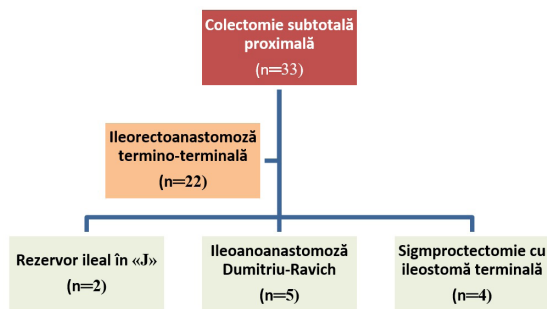 Colectomie subtotală
proximală
(n=33)
Ileorectoanastomoză
termino-terminală
(n=22)
Rezervor ileal în «J»
(n=2)
Ileoanoanastomoză
Dumitriu-Ravich
(n=5)
Sigmproctectomie cu
ileostomă terminală
(n=4)